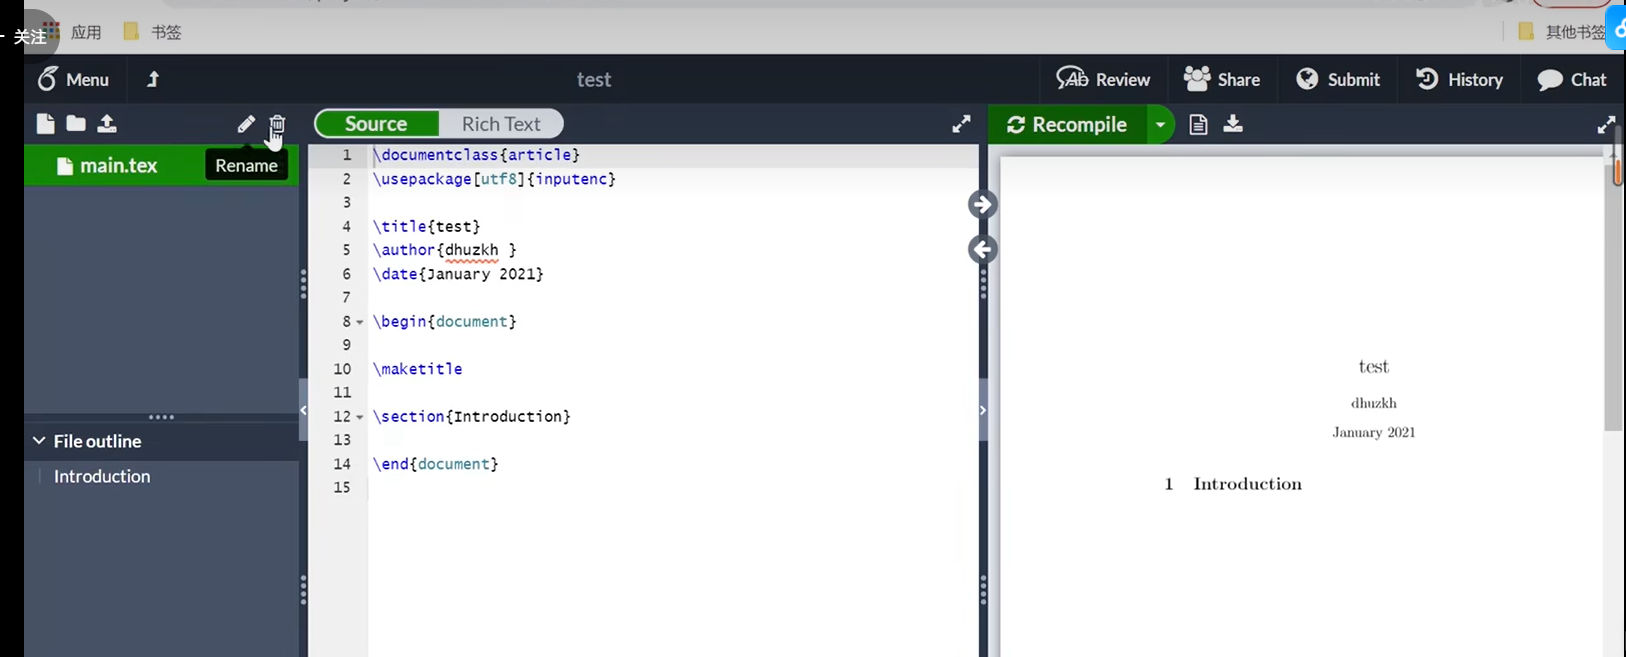 关注
应用 书签 其他书签
Menu test Review Share Submit History Chat
Source Rich Text Recompile
main.tex Rename
1 \documentclass{article}
2 \usepackage[utf8]{inputenc}
3
4 \title{test}
5 \author{dhuzkh }
6 \date{January 2021}
7
8 \begin{document}
9
10 \maketitle
11
12 \section{Introduction}
13
14 \end{document}
15
File outline
Introduction
test
dhuzkh
January 2021
1 Introduction